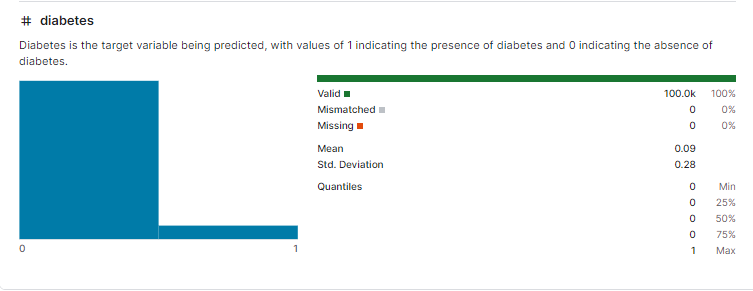 # diabetes
Diabetes is the target variable being predicted, with values of 1 indicating the presence of diabetes and 0 indicating the absence of
diabetes.
Valid 100.0k 100%
Mismatched 0 0%
Missing 0 0%
Mean 0.09
Std. Deviation 0.28
Quantiles 0 Min
0 25%
0 50%
0 75%
1 Max
0 1